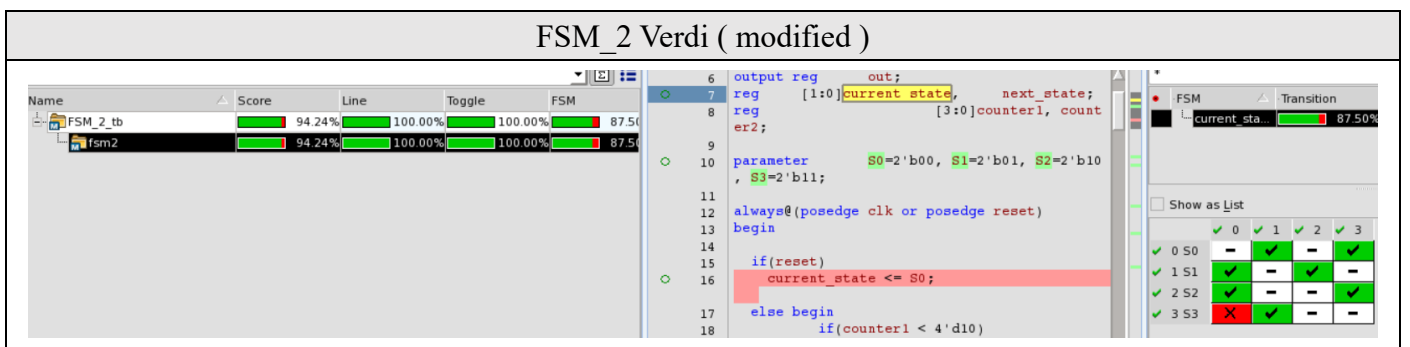 FSM_2 Verdi ( modified )
Name Score Line Toggle FSM
FSM_2_tb 94.24% 100.00% 100.00% 87.50
fsm2 94.24% 100.00% 100.00% 87.50
6 output reg out;
7 reg [1:0]current_state, next_state;
8 reg [3:0]counter1, count
er2;
9
10 parameter S0=2'b00, S1=2'b01, S2=2'b10
, S3=2'b11;
11
12 always@(posedge clk or posedge reset)
13 begin
14
15 if(reset)
16 current_state <= S0;
17 else begin
18 if(counter1 < 4'd10)
*
FSM Transition
current_sta... 87.50%
Show as List
0 1 2 3
0 S0
1 S1
2 S2
3 S3